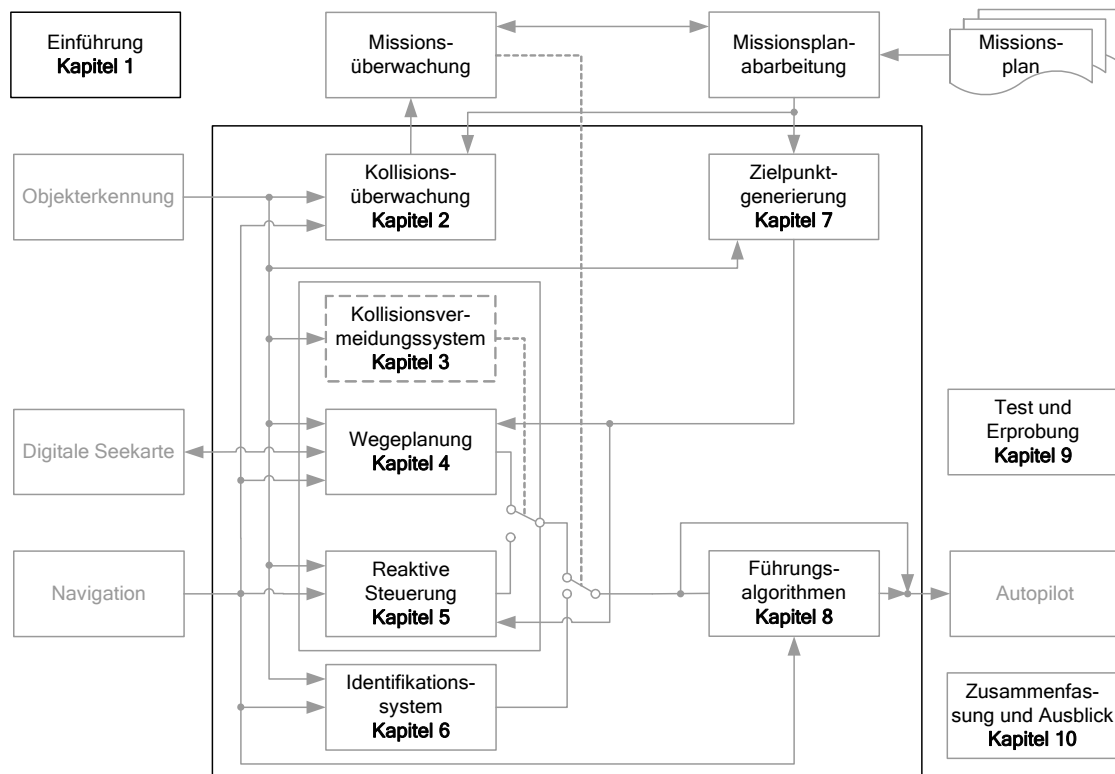 Einführung
Kapitel 1
Missions-
überwachung
Missionsplan-
abarbeitung
Missions-
plan
Objekterkennung
Kollisions-
überwachung
Kapitel 2
Zielpunkt-
generierung
Kapitel 7
Kollisionsver-
meidungssystem
Kapitel 3
Digitale Seekarte
Wegeplanung
Kapitel 4
Test und
Erprobung
Kapitel 9
Navigation
Reaktive
Steuerung
Kapitel 5
Führungs-
algorithmen
Kapitel 8
Autopilot
Identifikations-
system
Kapitel 6
Zusammenfas-
sung und Ausblick
Kapitel 10